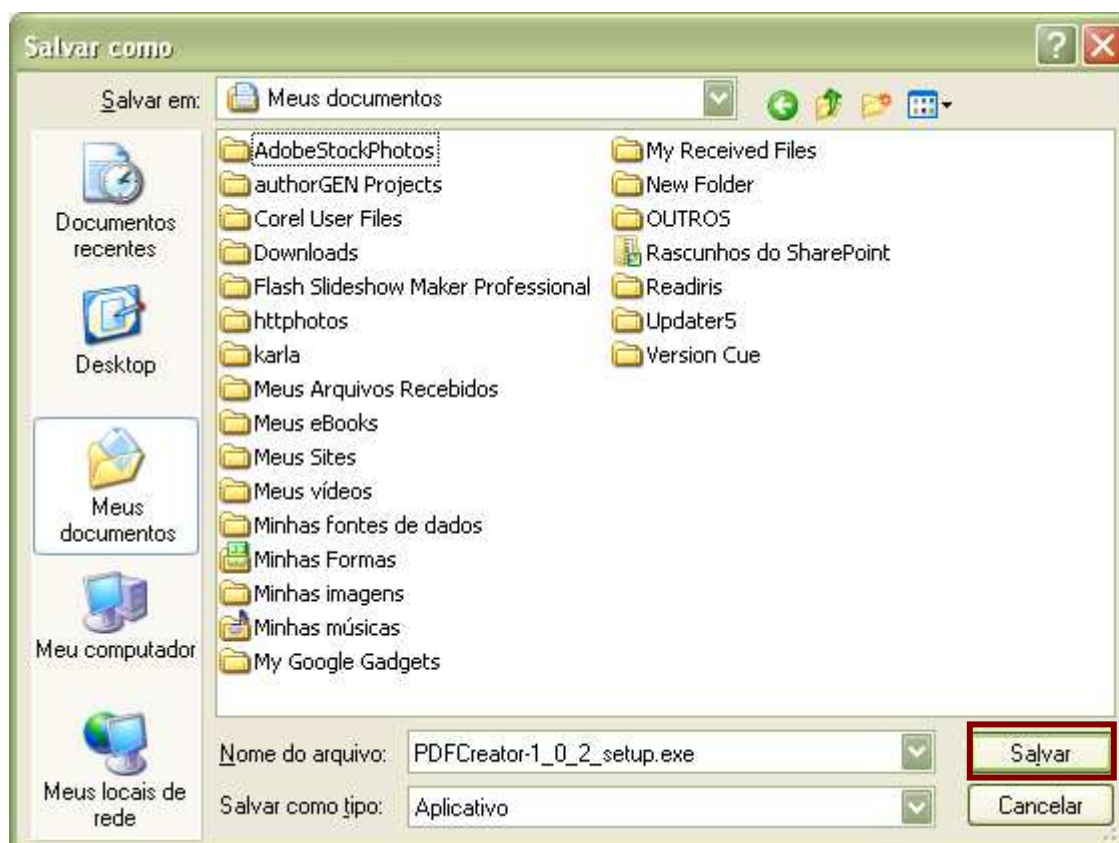 Salvar como
Salvar em: Meus documentos
Documentos
recentes
Desktop
Meus
documentos
Meu computador
Meus locais de
rede
AdobeStockPhotos
authorGEN Projects
Corel User Files
Downloads
Flash Slideshow Maker Professional
httphotos
karla
Meus Arquivos Recebidos
Meus eBooks
Meus Sites
Meus vídeos
Minhas fontes de dados
Minhas Formas
Minhas imagens
Minhas músicas
My Google Gadgets
My Received Files
New Folder
OUTROS
Rascunhos do SharePoint
Readiris
Updater5
Version Cue
Nome do arquivo: PDFCreator-1_0_2_setup.exe Salvar
Salvar como tipo: Aplicativo Cancelar